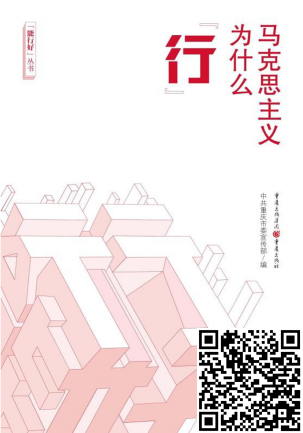 马克思主义
为什么
「行」
「能行好」丛书
中共重庆市委宣传部/编
重庆出版集团
重庆出版社